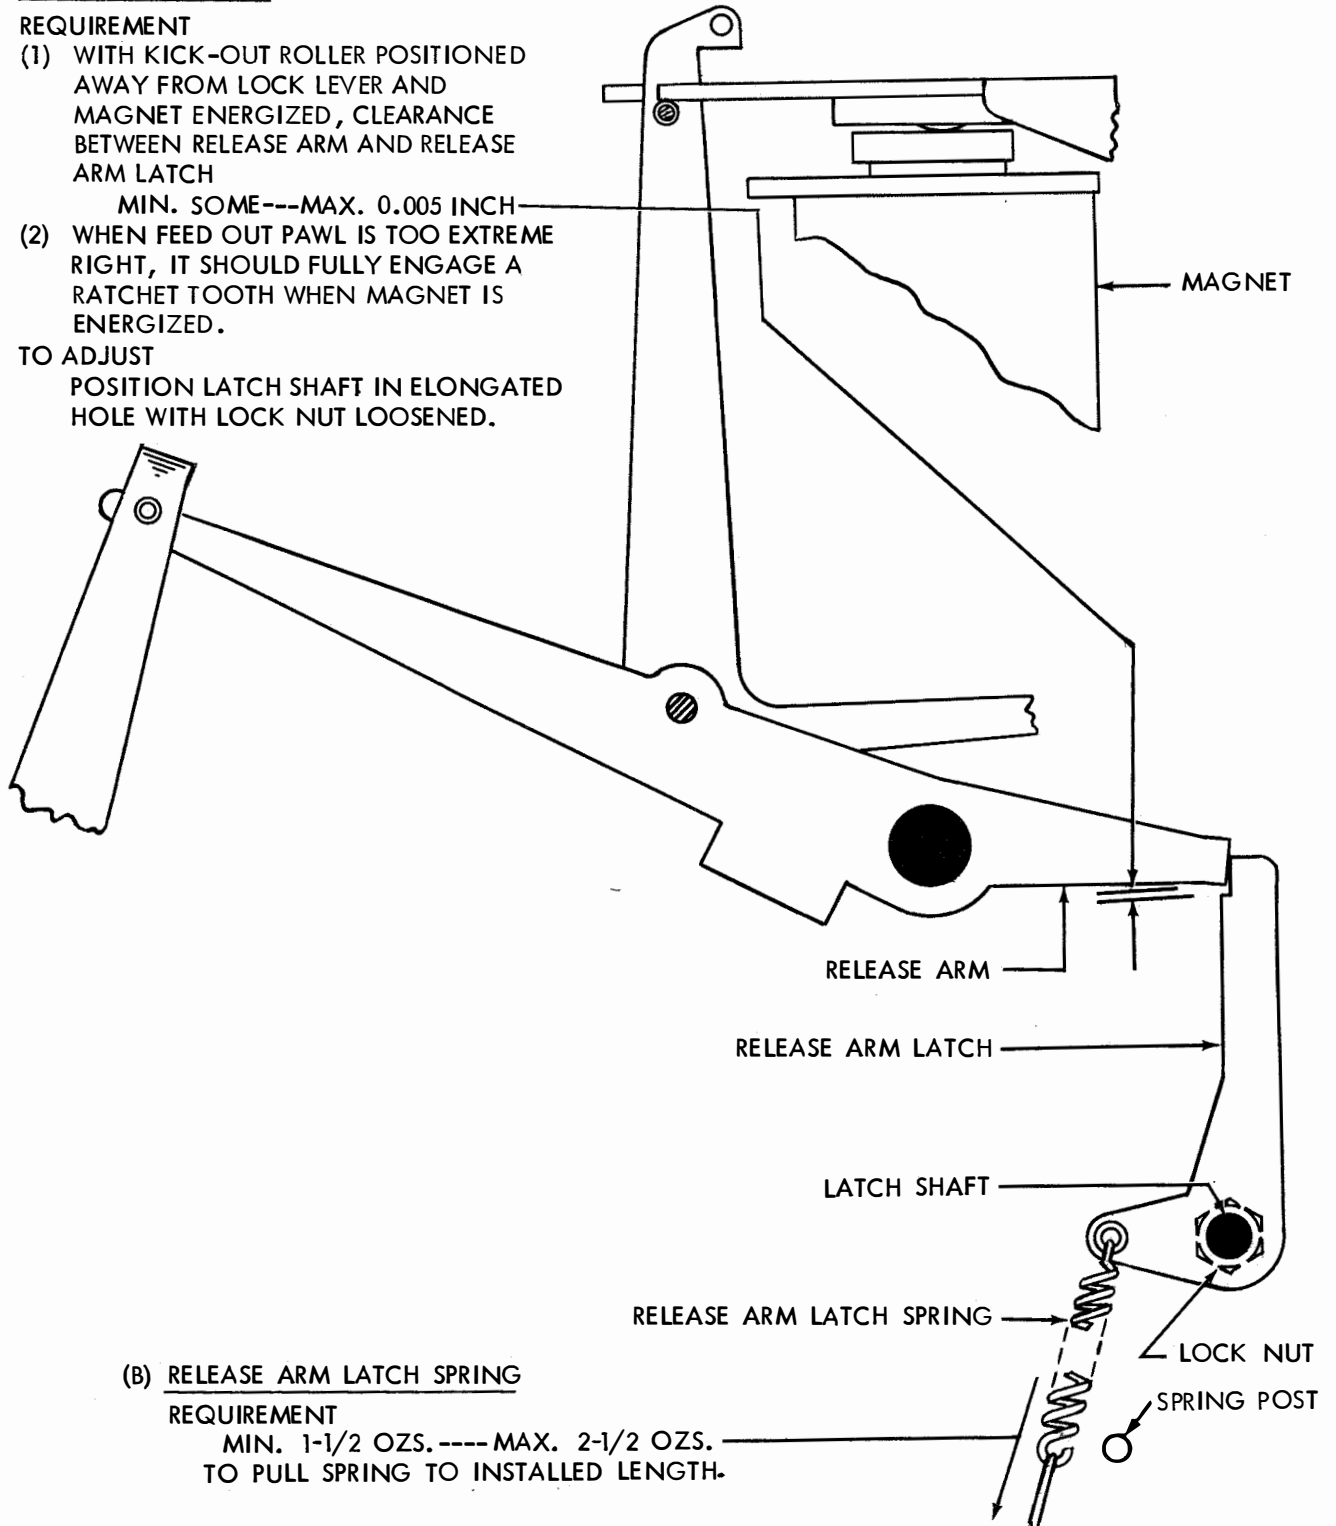 REQUIREMENT
(1) WITH KICK-OUT ROLLER POSITIONED
AWAY FROM LOCK LEVER AND
MAGNET ENERGIZED, CLEARANCE
BETWEEN RELEASE ARM AND RELEASE
ARM LATCH
MIN. SOME---MAX. 0.005 INCH
(2) WHEN FEED OUT PAWL IS TOO EXTREME
RIGHT, IT SHOULD FULLY ENGAGE A
RATCHET TOOTH WHEN MAGNET IS
ENERGIZED.
TO ADJUST
POSITION LATCH SHAFT IN ELONGATED
HOLE WITH LOCK NUT LOOSENED.
MAGNET
RELEASE ARM
RELEASE ARM LATCH
LATCH SHAFT
RELEASE ARM LATCH SPRING
LOCK NUT
SPRING POST
(B) RELEASE ARM LATCH SPRING
REQUIREMENT
MIN. 1-1/2 OZS.----MAX. 2-1/2 OZS.
TO PULL SPRING TO INSTALLED LENGTH.